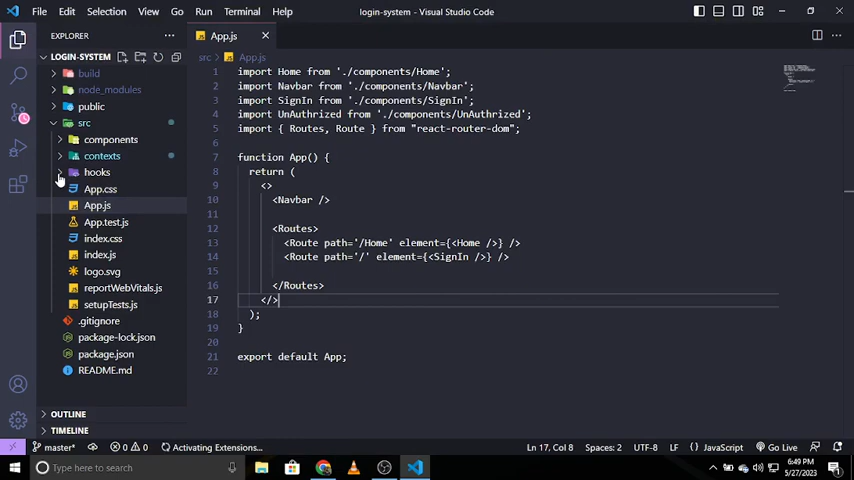 File Edit Selection View Go Run Terminal Help login-system - Visual Studio Code
EXPLORER
LOGIN-SYSTEM
build
node_modules
public
src
components
contexts
hooks
App.css
App.js
App.test.js
index.css
index.js
logo.svg
reportWebVitals.js
setupTests.js
.gitignore
package-lock.json
package.json
README.md
OUTLINE
TIMELINE
App.js
src App.js
1 import Home from './components/Home';
2 import Navbar from './components/Navbar';
3 import SignIn from './components/SignIn';
4 import UnAuthrized from './components/UnAuthrized';
5 import { Routes, Route } from "react-router-dom";
6
7 function App() {
8 return (
9 <>
10 <Navbar />
11
12 <Routes>
13 <Route path='/Home' element={<Home />} />
14 <Route path='/' element={<SignIn />} />
15
16 </Routes>
17 </>
18 );
19 }
20
21 export default App;
22
master* 0 0 Activating Extensions... Ln 17, Col 8 Spaces: 2 UTF-8 LF {} JavaScript Go Live
Type here to search
6:49 PM
5/27/2023